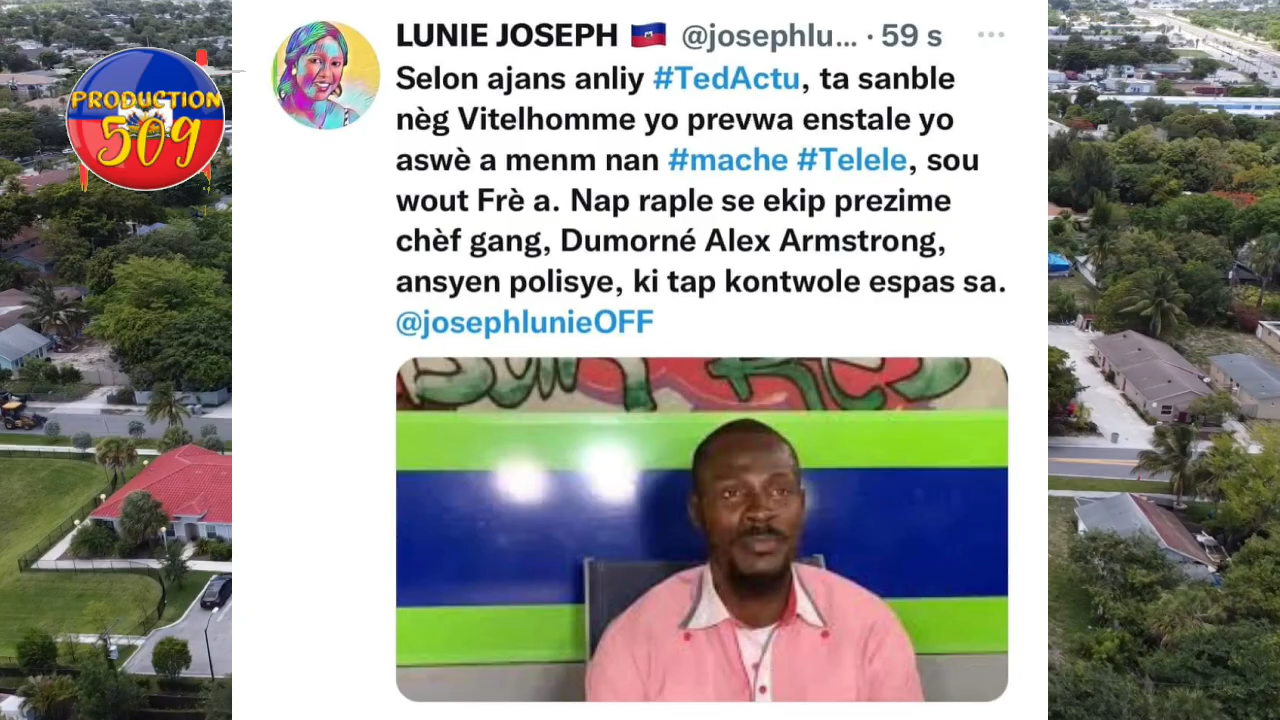 PRODUCTION
509
LUNIE JOSEPH 🇭🇹 @josephlu... · 59 s
Selon ajans anliy #TedActu, ta sanble
nèg Vitelhomme yo prevwa enstale yo
aswè a menm nan #mache #Telele, sou
wout Frè a. Nap raple se ekip prezime
chèf gang, Dumorné Alex Armstrong,
ansyen polisye, ki tap kontwole espas sa.
@josephlunieOFF